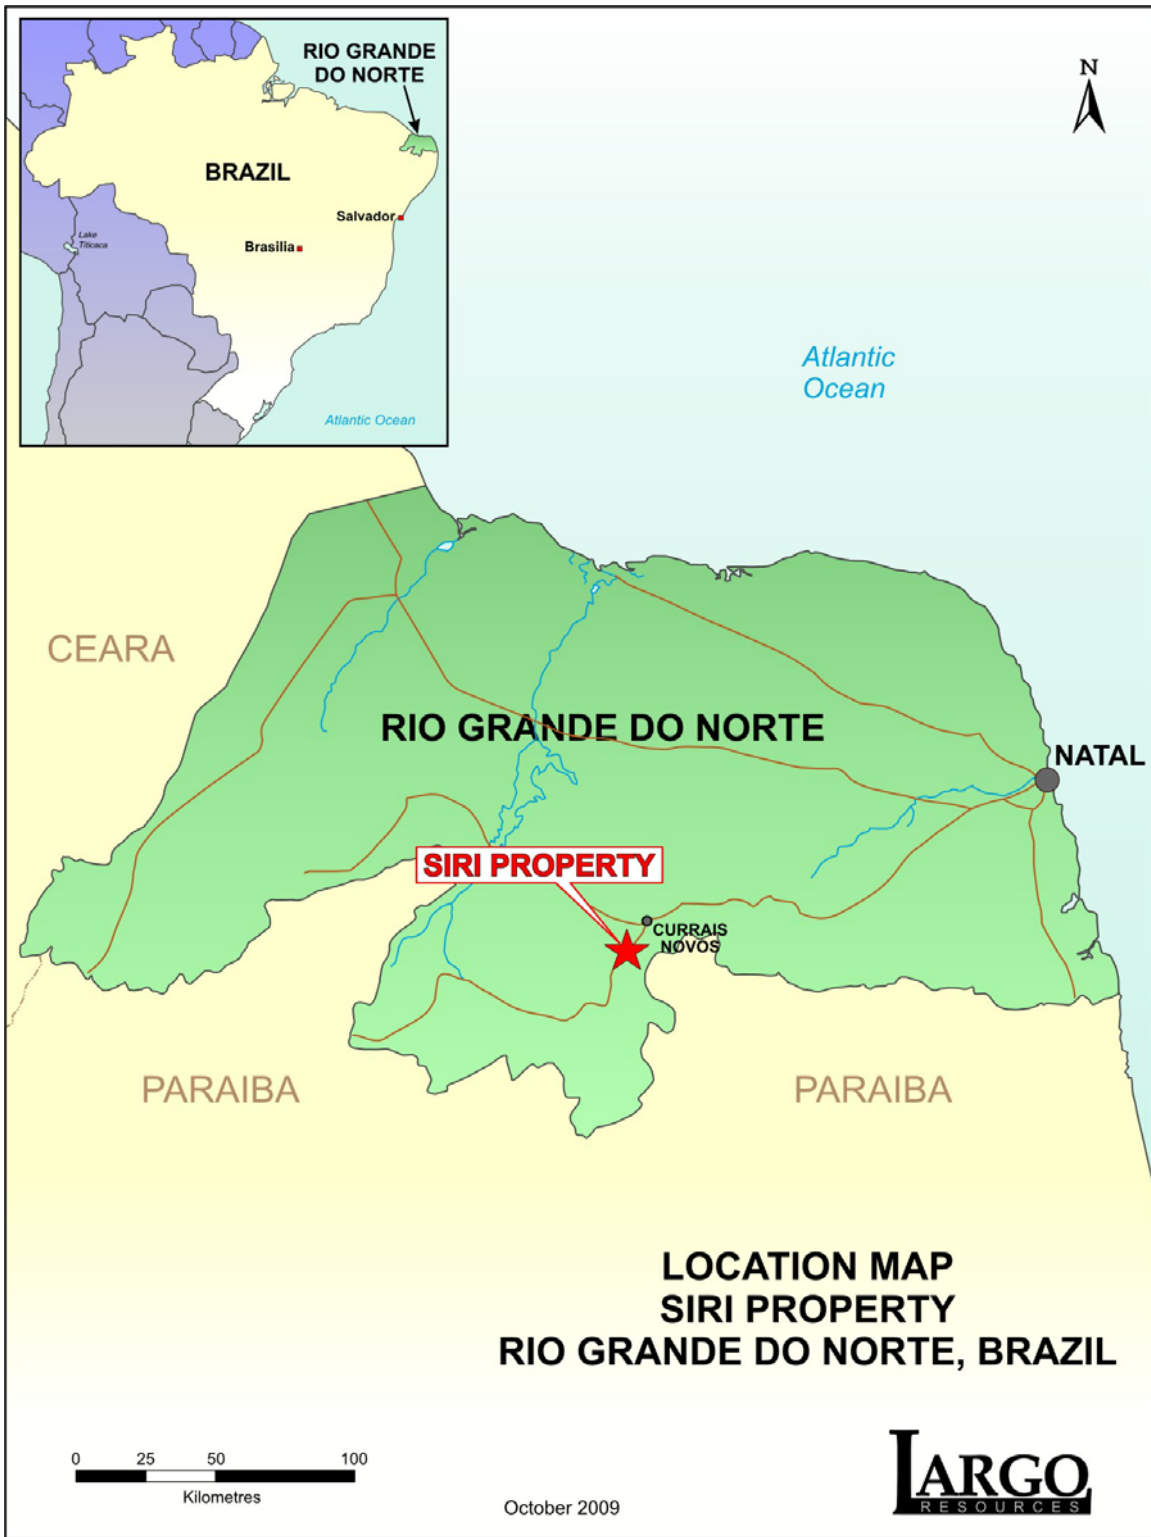 RIO GRANDE
DO NORTE
BRAZIL
Salvador
Brasilia
Lake
Titicaca
Atlantic Ocean
N
Atlantic
Ocean
CEARA
RIO GRANDE DO NORTE
NATAL
SIRI PROPERTY
CURRAIS
NOVOS
PARAIBA
PARAIBA
LOCATION MAP
SIRI PROPERTY
RIO GRANDE DO NORTE, BRAZIL
0 25 50 100
Kilometres
October 2009
LARGO
RESOURCES